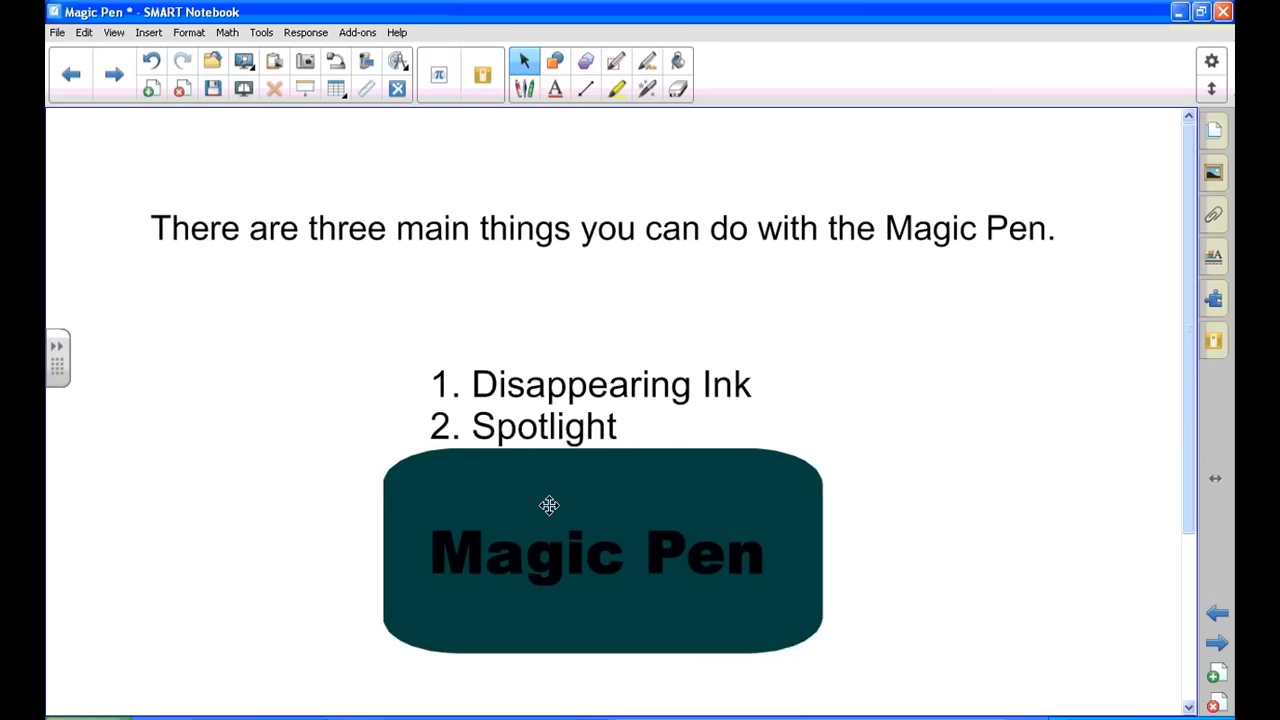 Magic Pen * - SMART Notebook
File Edit View Insert Format Math Tools Response Add-ons Help
There are three main things you can do with the Magic Pen.
1. Disappearing Ink
2. Spotlight
Magic Pen